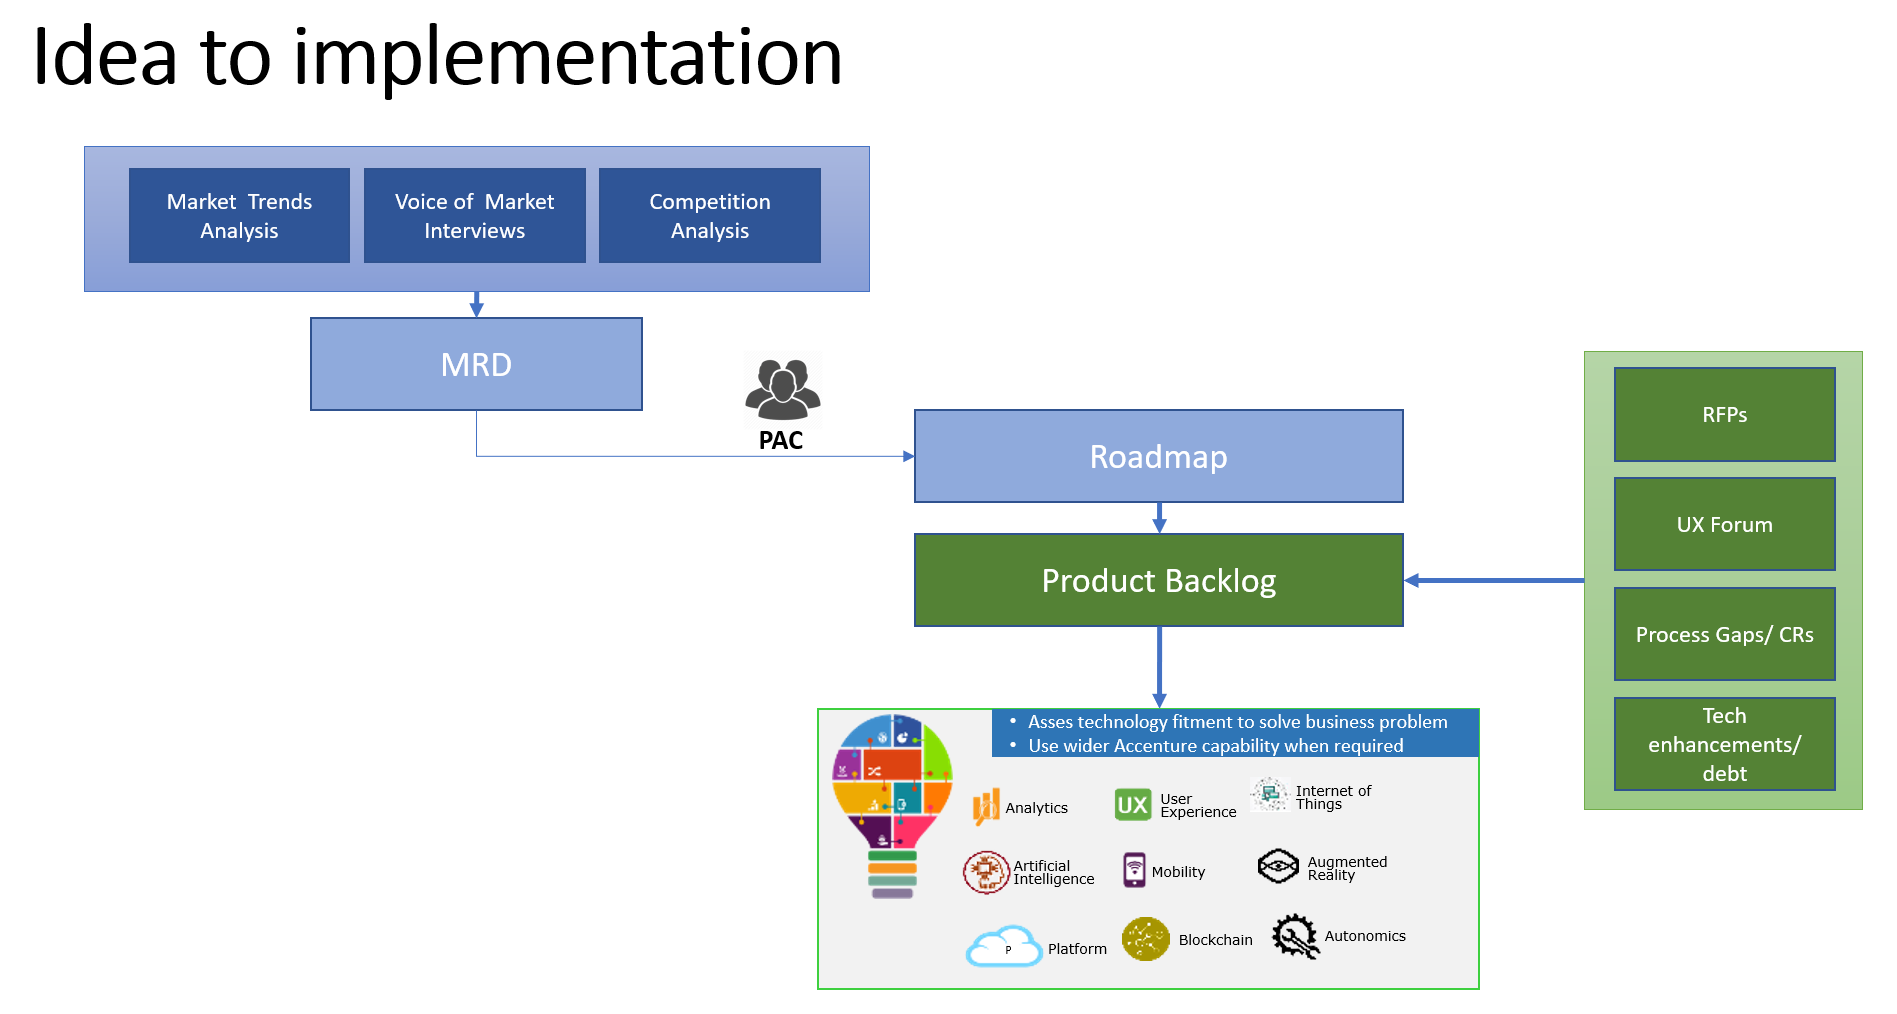 Idea to implementation
Market Trends
Analysis
Voice of Market
Interviews
Competition
Analysis
MRD
PAC
Roadmap
Product Backlog
RFPs
UX Forum
Process Gaps/ CRs
Tech
enhancements/
debt
• Asses technology fitment to solve business problem
• Use wider Accenture capability when required
Analytics
UX
User
Experience
Internet of
Things
Artificial
Intelligence
Mobility
Augmented
Reality
P
Platform
Blockchain
Autonomics